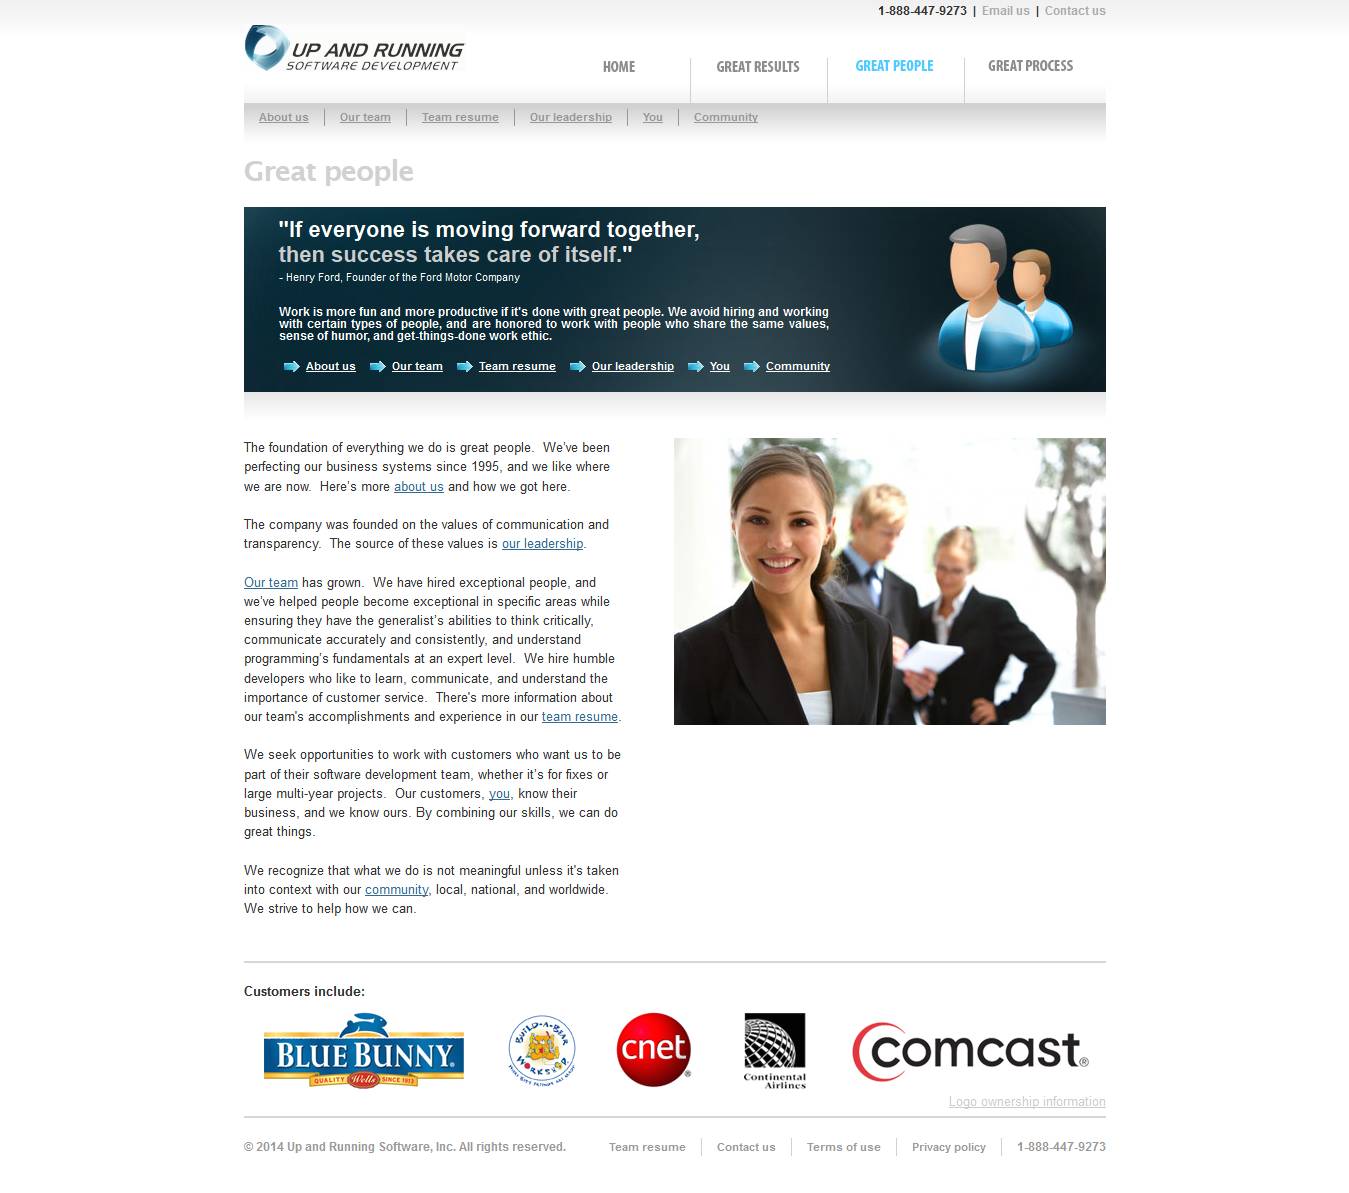 1-888-447-9273 | Email us | Contact us
UP AND RUNNING
SOFTWARE DEVELOPMENT
HOME GREAT RESULTS GREAT PEOPLE GREAT PROCESS
About us Our team Team resume Our leadership You Community
Great people
"If everyone is moving forward together,
then success takes care of itself."
- Henry Ford, Founder of the Ford Motor Company
Work is more fun and more productive if it's done with great people. We avoid hiring and working
with certain types of people, and are honored to work with people who share the same values,
sense of humor, and get-things-done work ethic.
About us Our team Team resume Our leadership You Community
The foundation of everything we do is great people. We’ve been
perfecting our business systems since 1995, and we like where
we are now. Here’s more about us and how we got here.
The company was founded on the values of communication and
transparency. The source of these values is our leadership.
Our team has grown. We have hired exceptional people, and
we’ve helped people become exceptional in specific areas while
ensuring they have the generalist’s abilities to think critically,
communicate accurately and consistently, and understand
programming’s fundamentals at an expert level. We hire humble
developers who like to learn, communicate, and understand the
importance of customer service. There's more information about
our team's accomplishments and experience in our team resume.
We seek opportunities to work with customers who want us to be
part of their software development team, whether it’s for fixes or
large multi-year projects. Our customers, you, know their
business, and we know ours. By combining our skills, we can do
great things.
We recognize that what we do is not meaningful unless it's taken
into context with our community, local, national, and worldwide.
We strive to help how we can.
Customers include:
BLUE BUNNY®
QUALITY Wells SINCE 1913
BUILD-A-BEAR
WORKSHOP
WHERE BEST FRIENDS ARE MADE
cnet®
Continental
Airlines
comcast®
Logo ownership information
© 2014 Up and Running Software, Inc. All rights reserved. Team resume Contact us Terms of use Privacy policy 1-888-447-9273